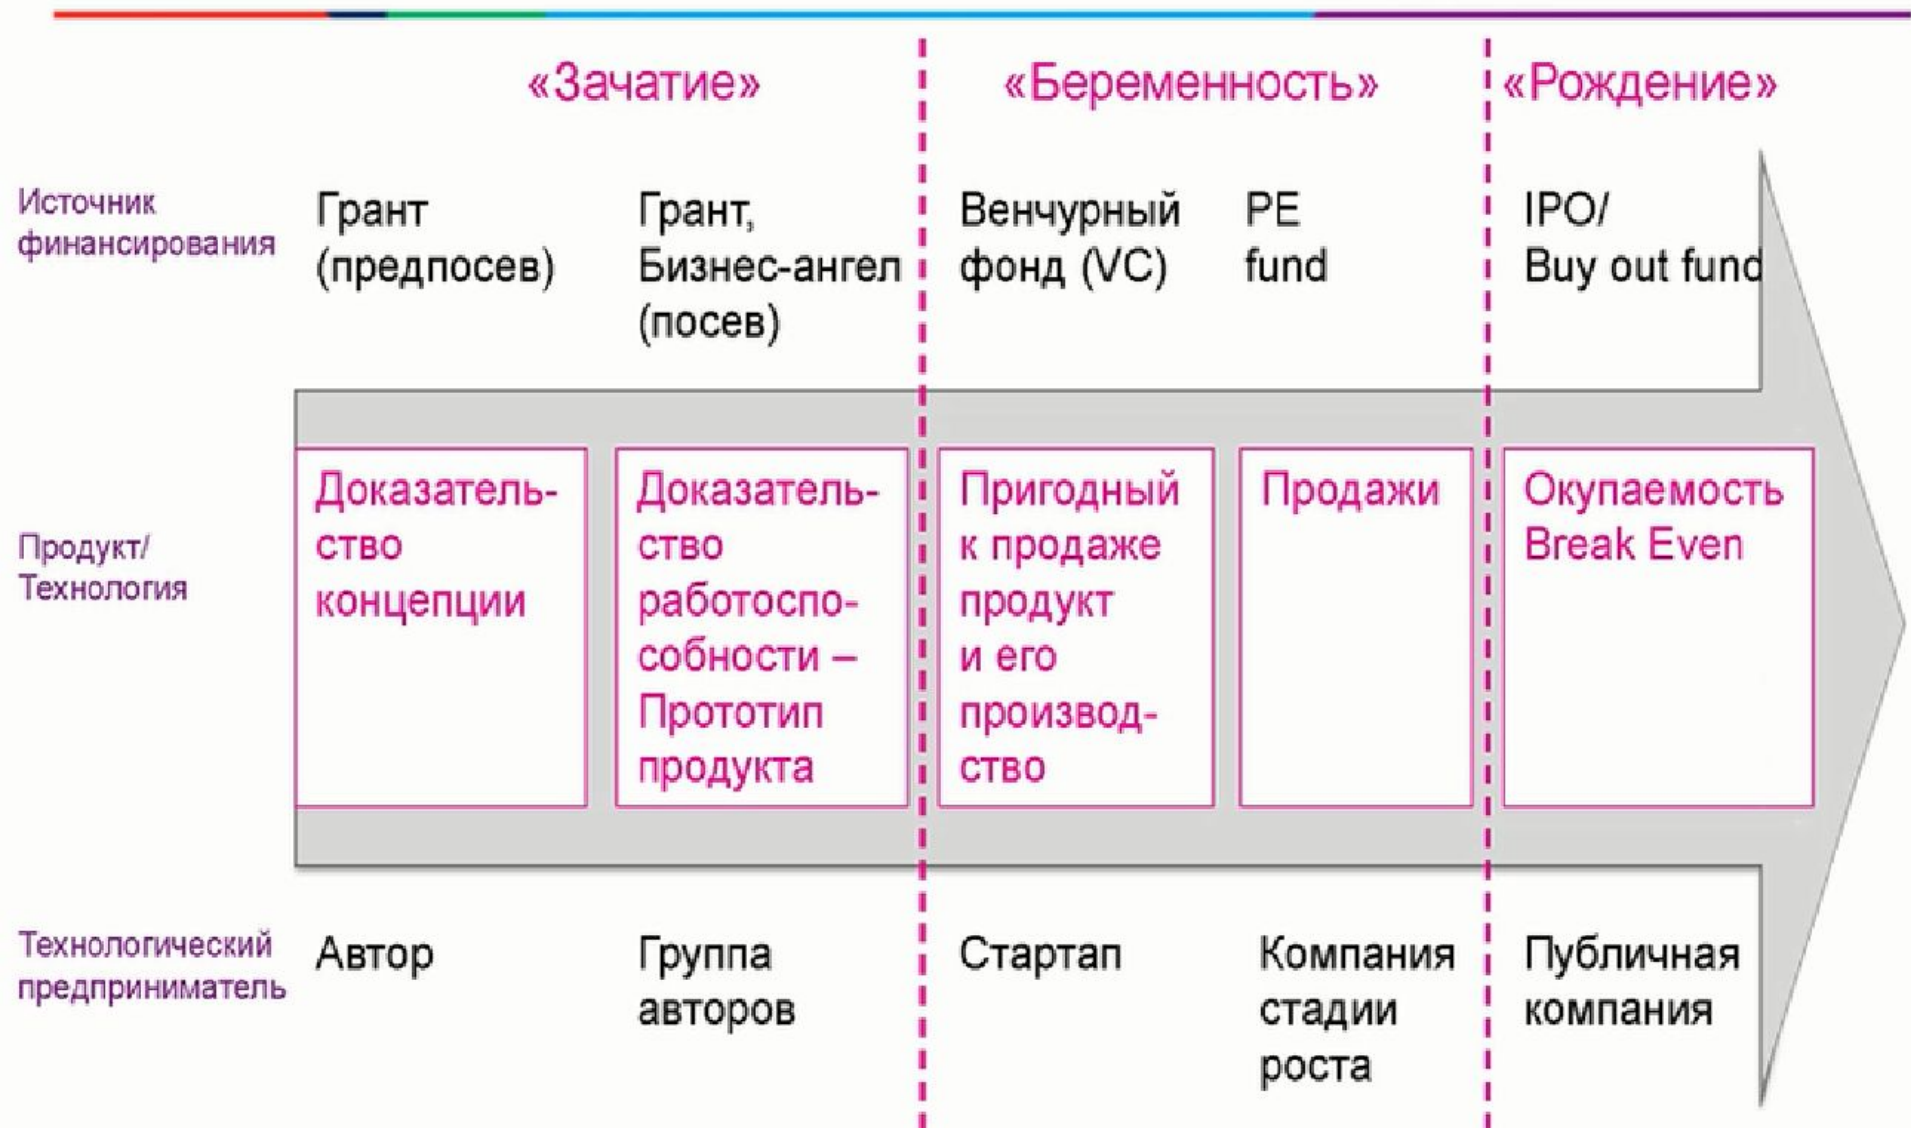 «Зачатие»
«Беременность»
«Рождение»
Источник
финансирования
Грант
(предпосев)
Грант,
Бизнес-ангел
(посев)
Венчурный
фонд (VC)
PE
fund
IPO/
Buy out fund
Продукт/
Технология
Доказатель-
ство
концепции
Доказатель-
ство
работоспо-
собности –
Прототип
продукта
Пригодный
к продаже
продукт
и его
производ-
ство
Продажи
Окупаемость
Break Even
Технологический
предприниматель
Автор
Группа
авторов
Стартап
Компания
стадии
роста
Публичная
компания